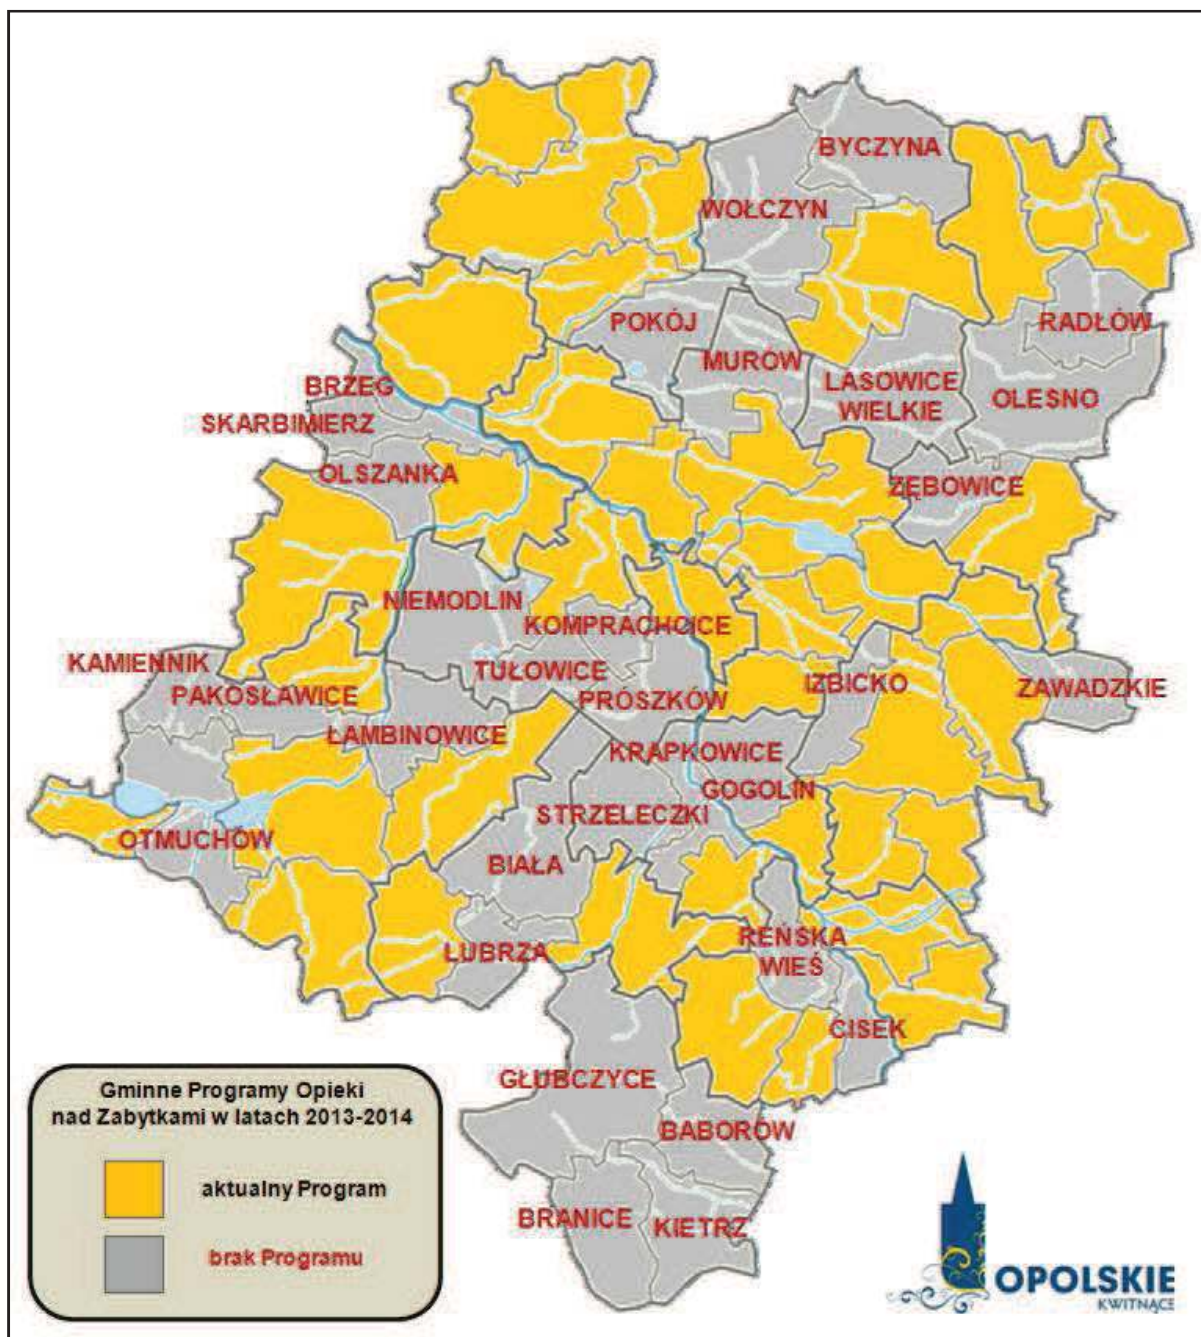 BYCZYNA
WOŁCZYN
POKÓJ
RADŁÓW
MURÓW
BRZEG
LASOWICE
WIELKIE
OLESNO
SKARBIMIERZ
OLSZANKA
ZĘBOWICE
NIEMODLIN
KOMPRACHCICE
KAMIENNIK
TUŁOWICE
IZBICKO
ZAWADZKIE
PAKOSŁAWICE
PRÓSZKÓW
ŁAMBINOWICE
KRAPKOWICE
GOGOLIN
STRZELECZKI
OTMUCHÓW
BIAŁA
REŃSKA
WIEŚ
LUBRZA
CISEK
GŁUBCZYCE
BABORÓW
BRANICE
KIETRZ
Gminne Programy Opieki
nad Zabytkami w latach 2013-2014
aktualny Program
brak Programu
OPOLSKIE
KWITNĄCE